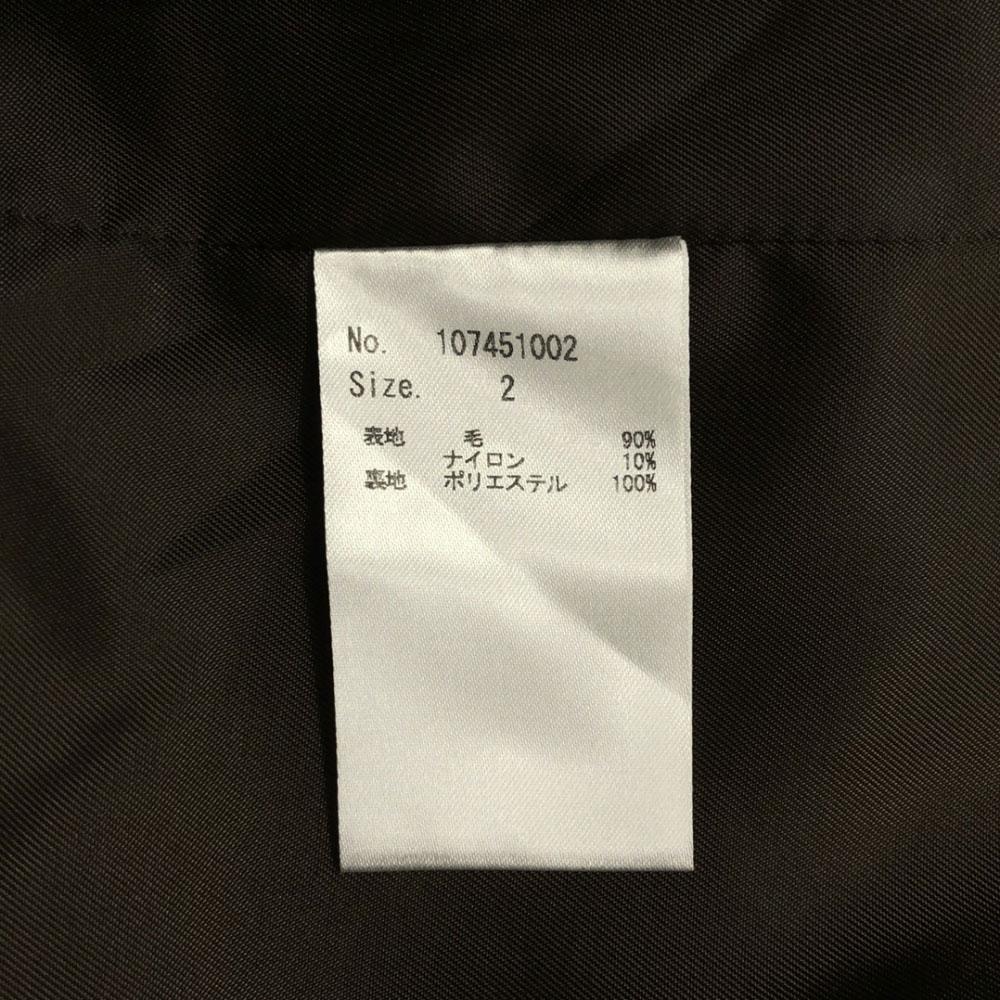 No. 107451002
Size. 2
表地 毛 90%
ナイロン 10%
裏地 ポリエステル 100%